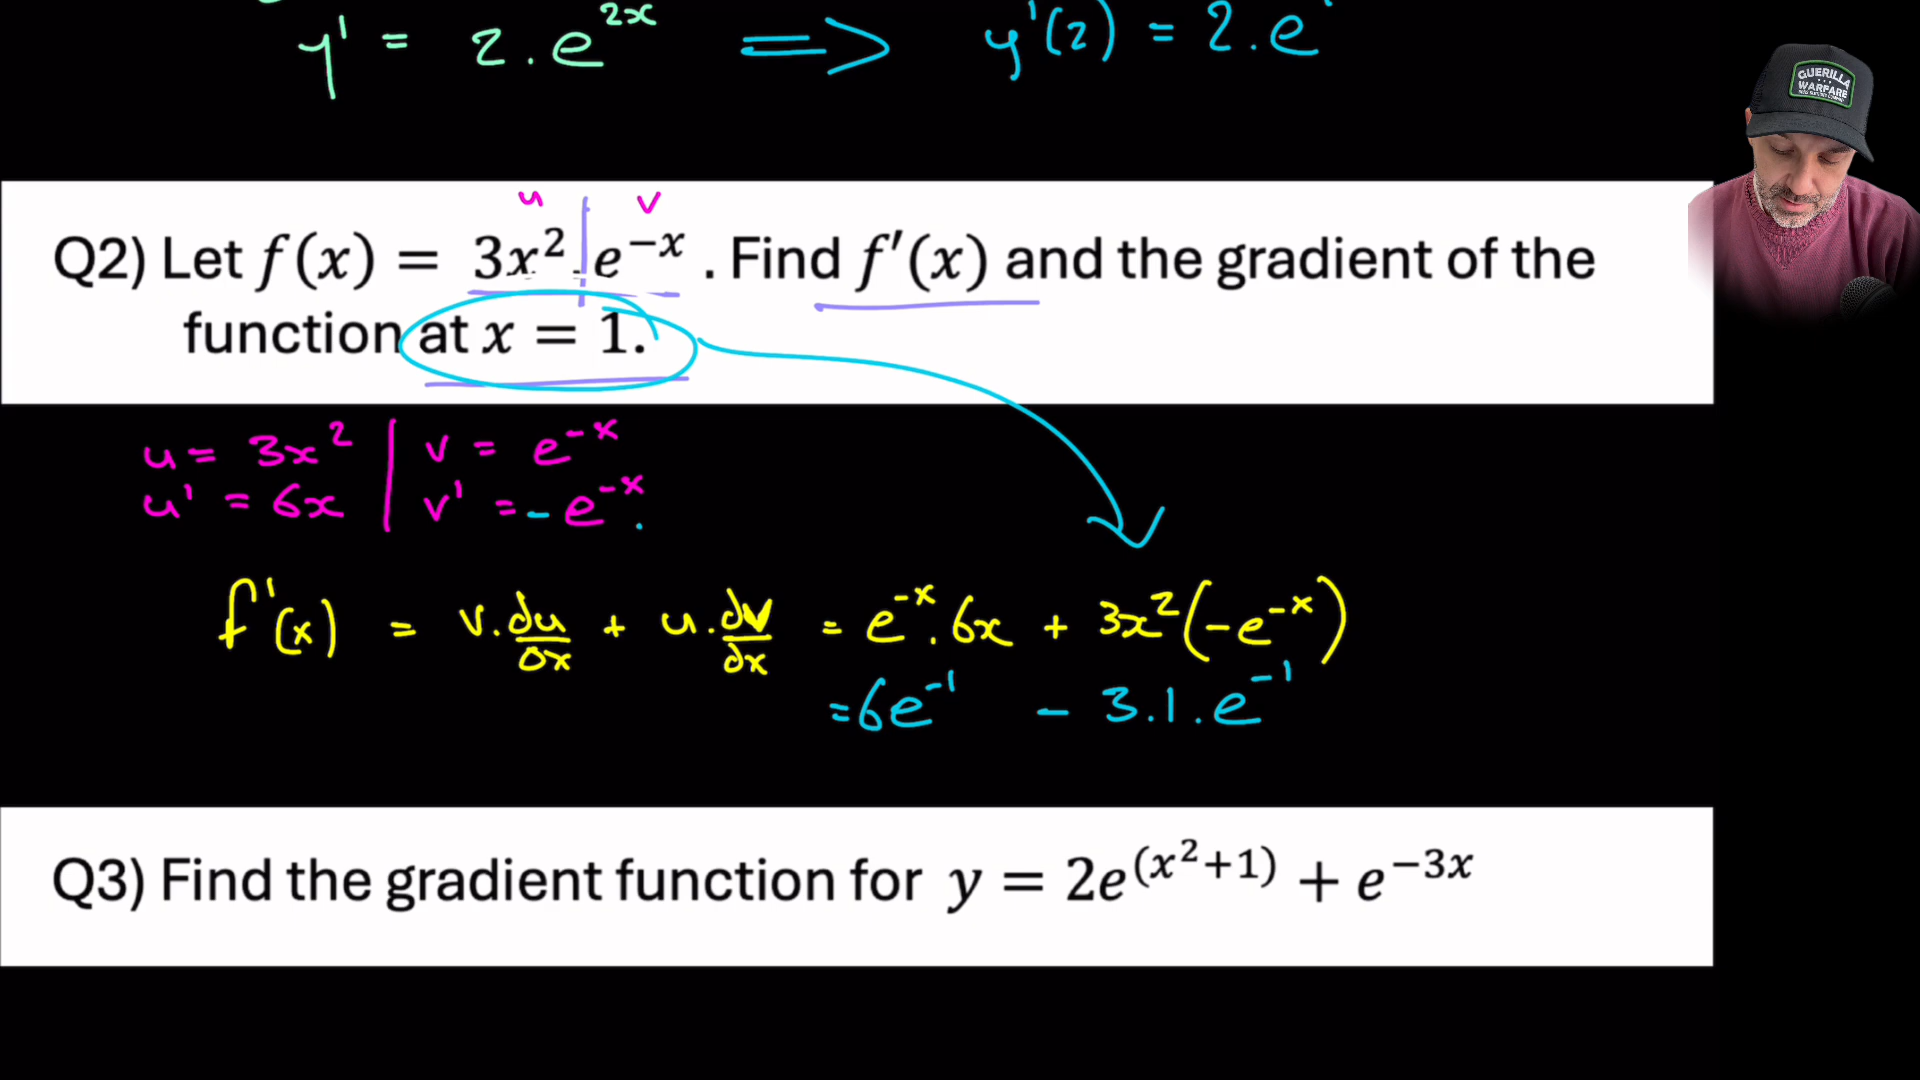 y' = 2.e^{2x} ⟹ y'(2) = 2.e
GUERILLA
WARFARE
u v
Q2) Let f(x) = 3x².e^{-x} . Find f'(x) and the gradient of the
function at x = 1.
u = 3x² | v = e^{-x}
u' = 6x | v' = -e^{-x}.
f'(x) = v.du/dx + u.dv/dx = e^{-x}.6x + 3x²(-e^{-x})
=6e^{-1} - 3.1.e^{-1}
Q3) Find the gradient function for y = 2e^{(x²+1)} + e^{-3x}